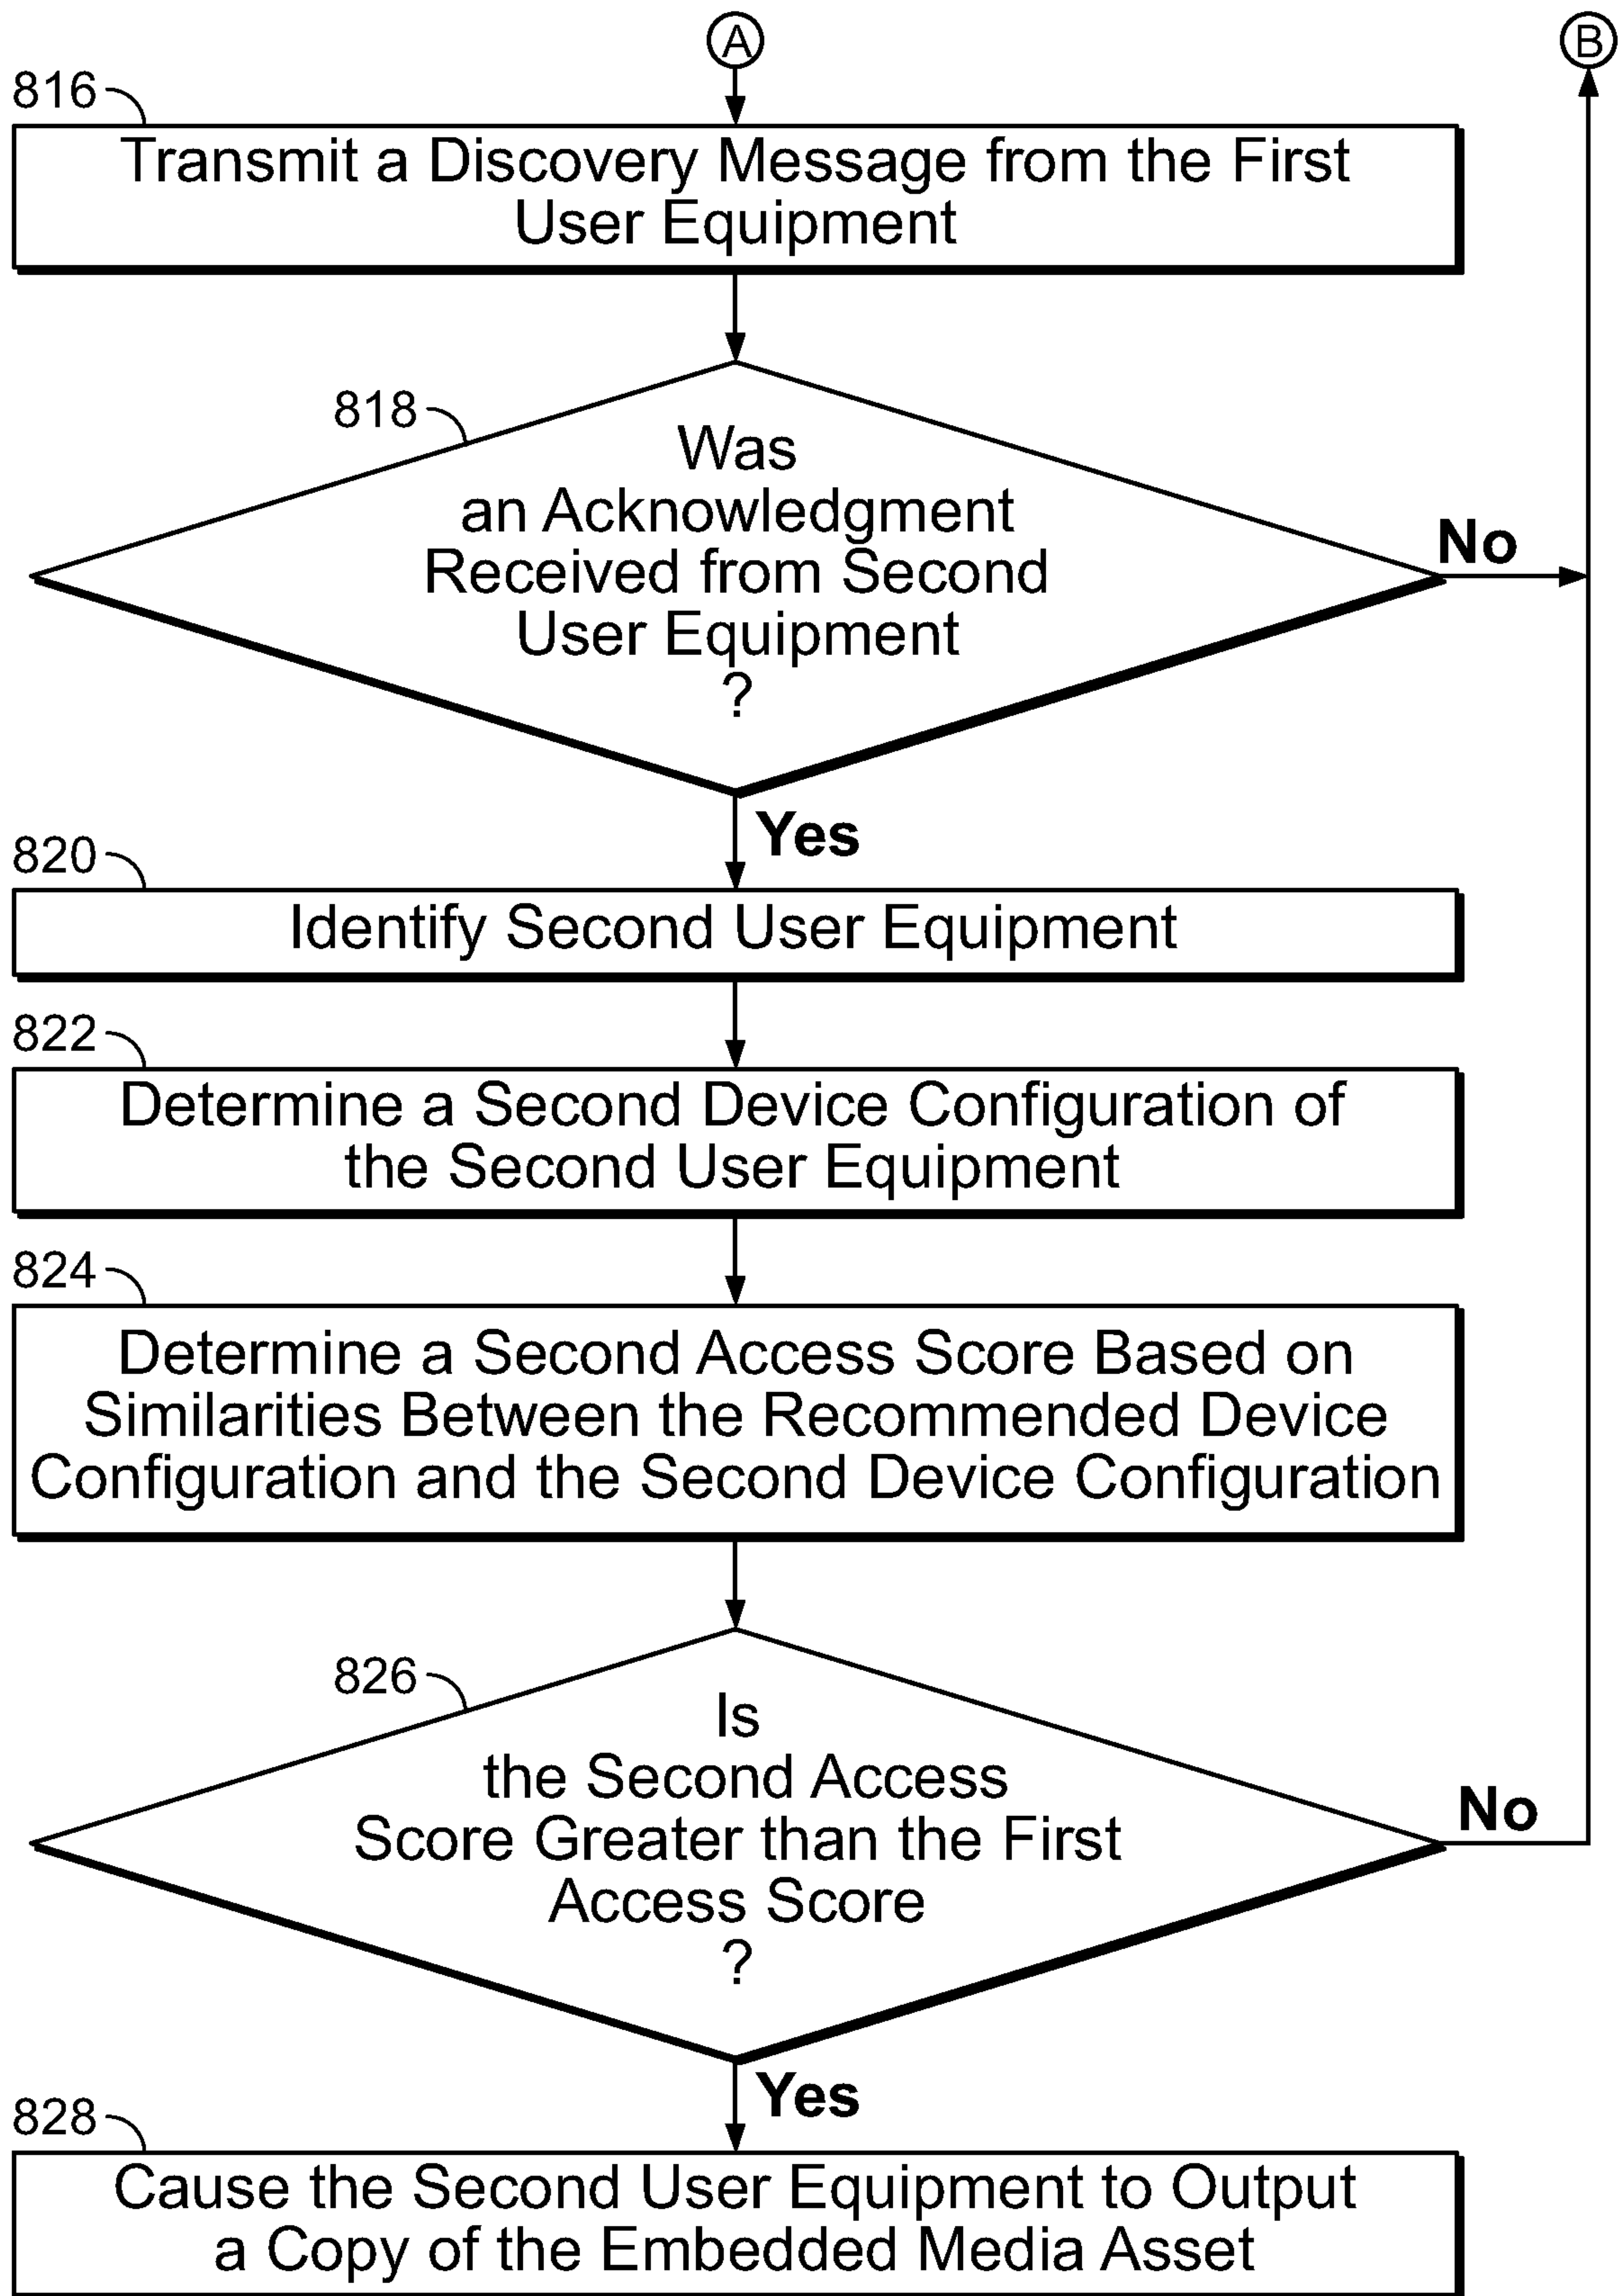 A
B
816
Transmit a Discovery Message from the First
User Equipment
818
Was
an Acknowledgment
Received from Second
User Equipment
?
No
Yes
820
Identify Second User Equipment
822
Determine a Second Device Configuration of
the Second User Equipment
824
Determine a Second Access Score Based on
Similarities Between the Recommended Device
Configuration and the Second Device Configuration
826
Is
the Second Access
Score Greater than the First
Access Score
?
No
Yes
828
Cause the Second User Equipment to Output
a Copy of the Embedded Media Asset